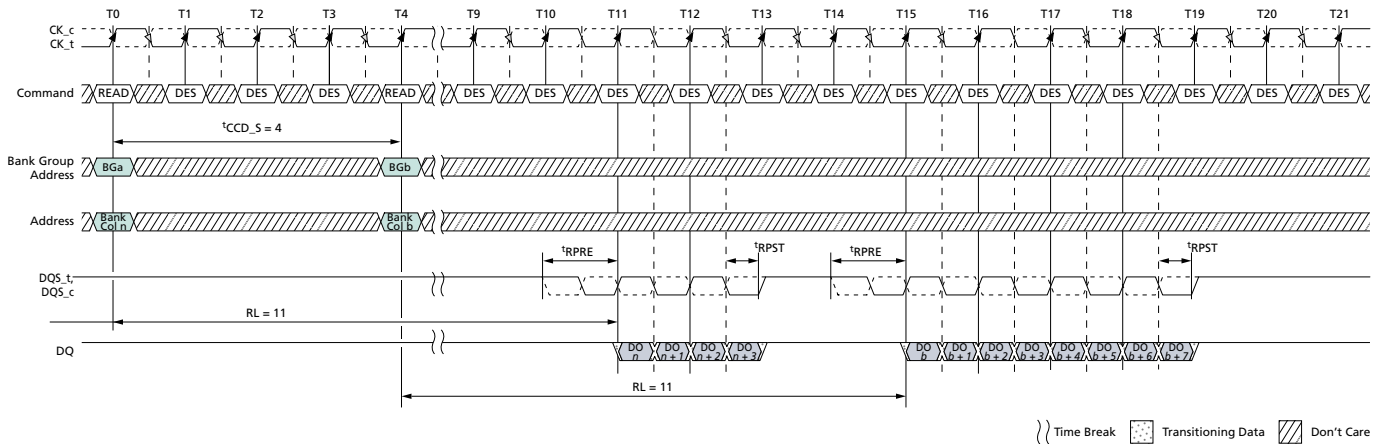 T0 T1 T2 T3 T4 T9 T10 T11 T12 T13 T14 T15 T16 T17 T18 T19 T20 T21
CK_c
CK_t
Command READ DES DES DES READ DES DES DES DES DES DES DES DES DES DES DES DES DES
tCCD_S = 4
Bank Group
Address
BGa BGb
Address
Bank
Col n
Bank
Col b
tRPRE tRPST tRPRE tRPST
DQS_t,
DQS_c
RL = 11
DQ
DO
n
DO
n + 1
DO
n + 2
DO
n + 3
DO
b
DO
b + 1
DO
b + 2
DO
b + 3
DO
b + 4
DO
b + 5
DO
b + 6
DO
b + 7
RL = 11
Time Break Transitioning Data Don't Care